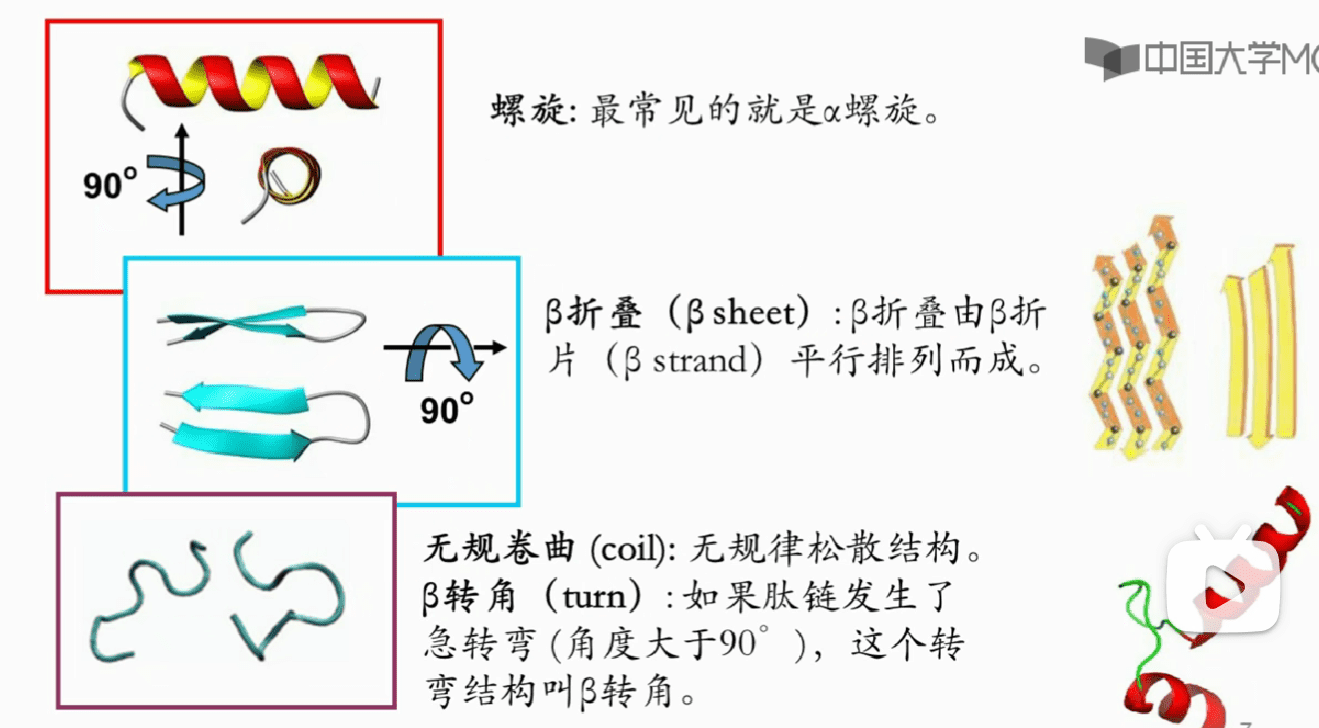 中国大学MO
螺旋: 最常见的就是α螺旋。
90°
β折叠（β sheet）: β折叠由β折
片（β strand）平行排列而成。
90°
无规卷曲 (coil): 无规律松散结构。
β转角（turn）: 如果肽链发生了
急转弯 (角度大于90°), 这个转
弯结构叫β转角。